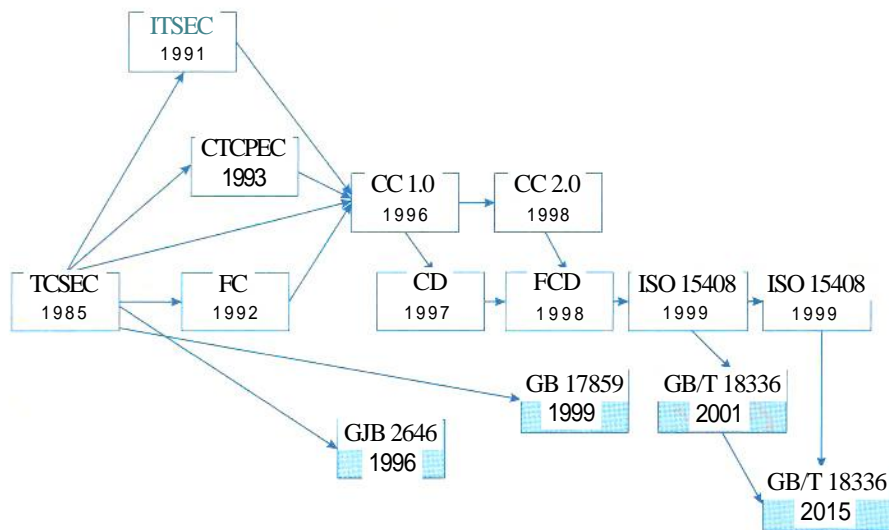 ITSEC
1991
CTCPEC
1993
CC 1.0
1996
CC 2.0
1998
TCSEC
1985
FC
1992
CD
1997
FCD
1998
ISO 15408
1999
ISO 15408
1999
GB 17859
1999
GB/T 18336
2001
GJB 2646
1996
GB/T 18336
2015